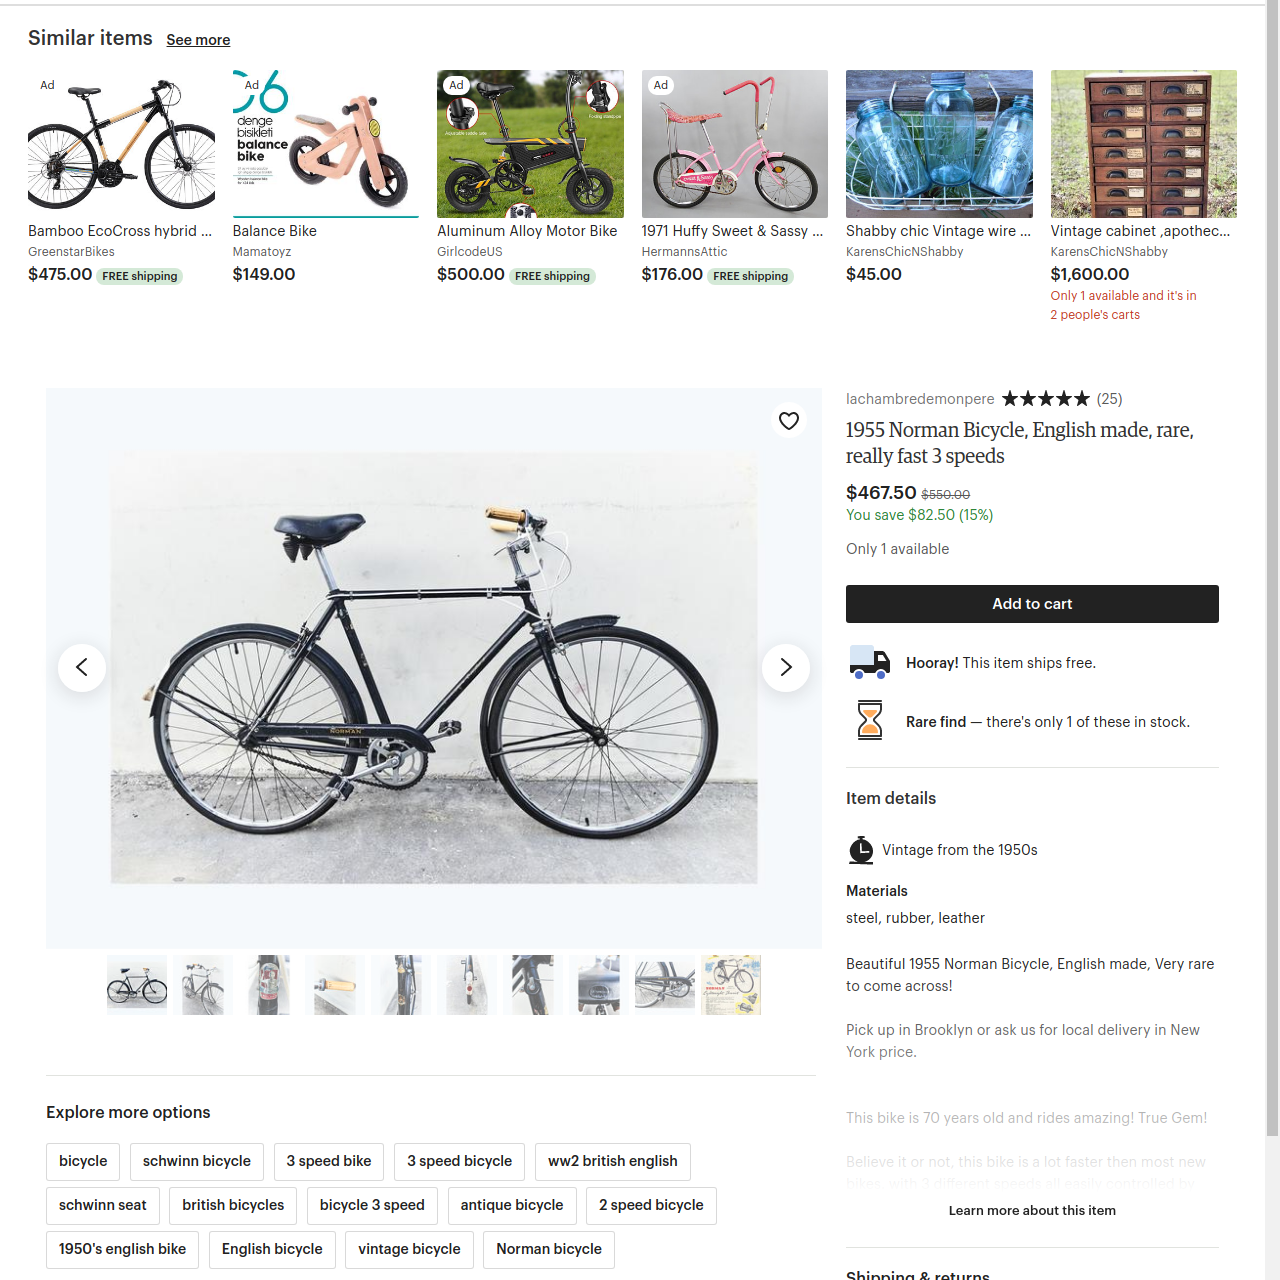 Similar items See more
Ad
Ad
Ad
Ad
denge
bisikleti
balance
bike
Bamboo EcoCross hybrid ...
GreenstarBikes
$475.00 FREE shipping
Balance Bike
Mamatoyz
$149.00
Aluminum Alloy Motor Bike
GirlcodeUS
$500.00 FREE shipping
1971 Huffy Sweet & Sassy ...
HermannsAttic
$176.00 FREE shipping
Shabby chic Vintage wire ...
KarensChicNShabby
$45.00
Vintage cabinet ,apothec...
KarensChicNShabby
$1,600.00
Only 1 available and it's in
2 people's carts
NORMAN
lachambredemonpere (25)
1955 Norman Bicycle, English made, rare,
really fast 3 speeds
$467.50 $550.00
You save $82.50 (15%)
Only 1 available
Add to cart
Hooray! This item ships free.
Rare find — there's only 1 of these in stock.
Item details
Vintage from the 1950s
Materials
steel, rubber, leather
Beautiful 1955 Norman Bicycle, English made, Very rare
to come across!
Pick up in Brooklyn or ask us for local delivery in New
York price.
This bike is 70 years old and rides amazing! True Gem!
Believe it or not, this bike is a lot faster then most new
bikes, with 3 different speeds all easily controlled by
Learn more about this item
Shipping & returns
Explore more options
bicycle
schwinn bicycle
3 speed bike
3 speed bicycle
ww2 british english
schwinn seat
british bicycles
bicycle 3 speed
antique bicycle
2 speed bicycle
1950's english bike
English bicycle
vintage bicycle
Norman bicycle